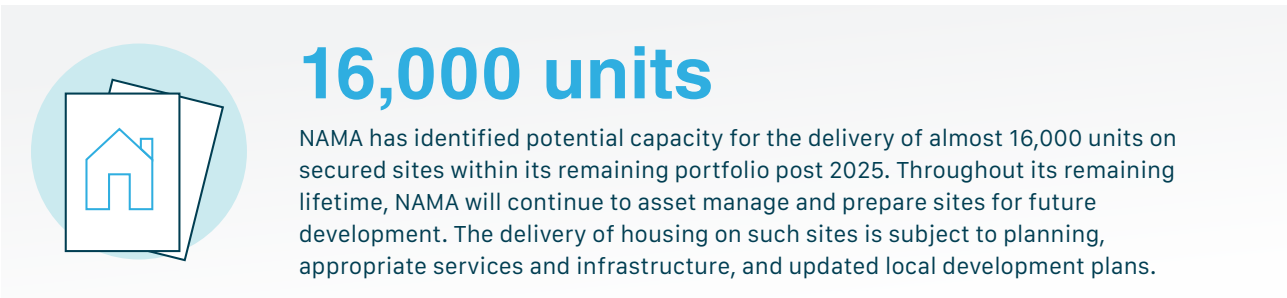 16,000 units
NAMA has identified potential capacity for the delivery of almost 16,000 units on
secured sites within its remaining portfolio post 2025. Throughout its remaining
lifetime, NAMA will continue to asset manage and prepare sites for future
development. The delivery of housing on such sites is subject to planning,
appropriate services and infrastructure, and updated local development plans.